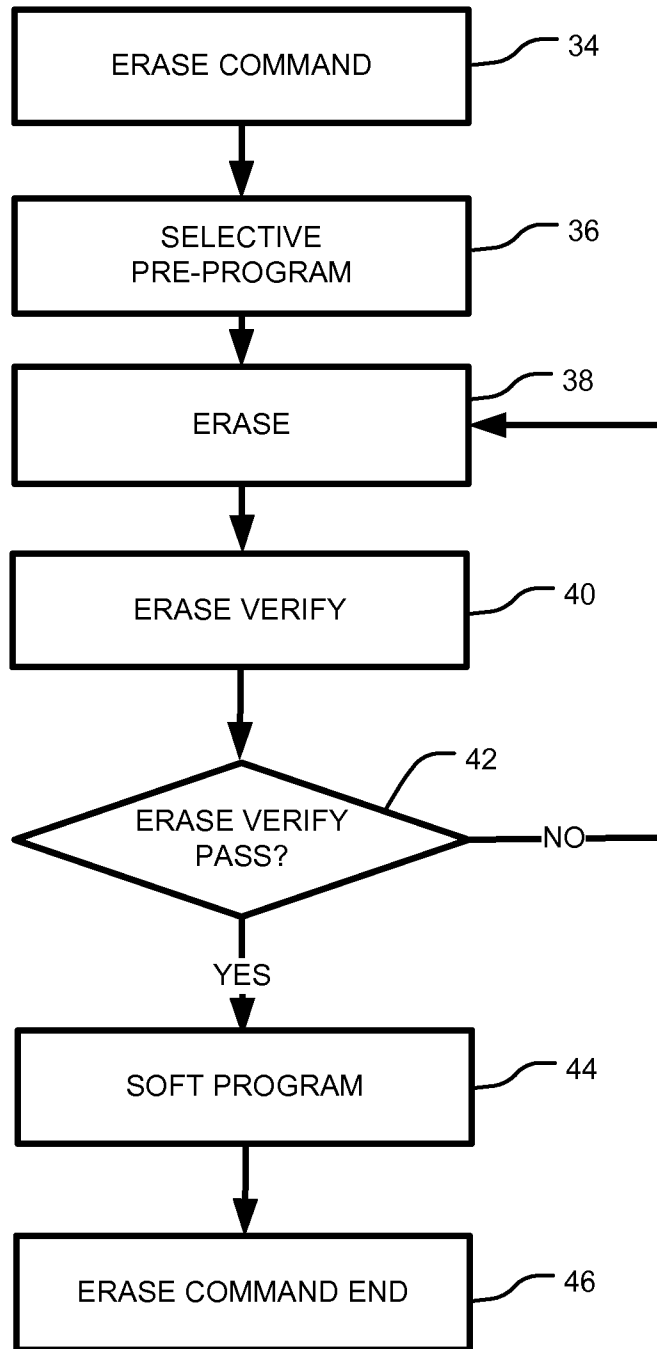 ERASE COMMAND
34
SELECTIVE
PRE-PROGRAM
36
ERASE
38
ERASE VERIFY
40
42
ERASE VERIFY
PASS?
NO
YES
SOFT PROGRAM
44
ERASE COMMAND END
46